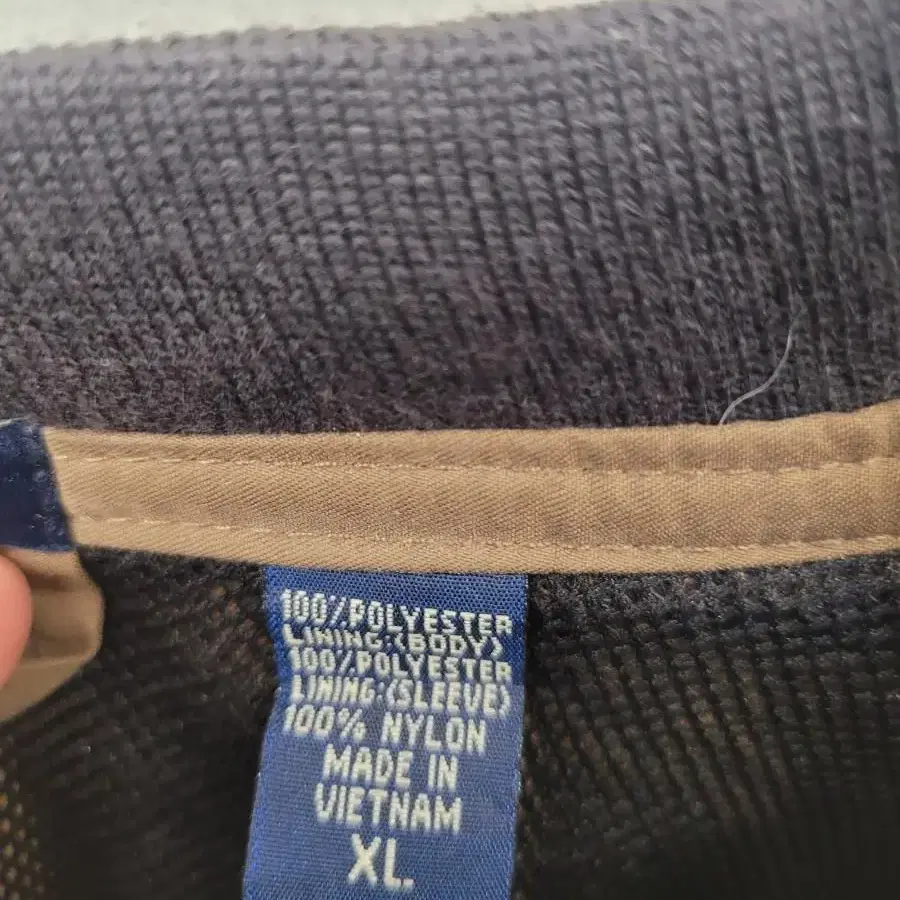 100% POLYESTER
LINING:(BODY)
100% POLYESTER
LINING:(SLEEVE)
100% NYLON
MADE IN
VIETNAM
XL